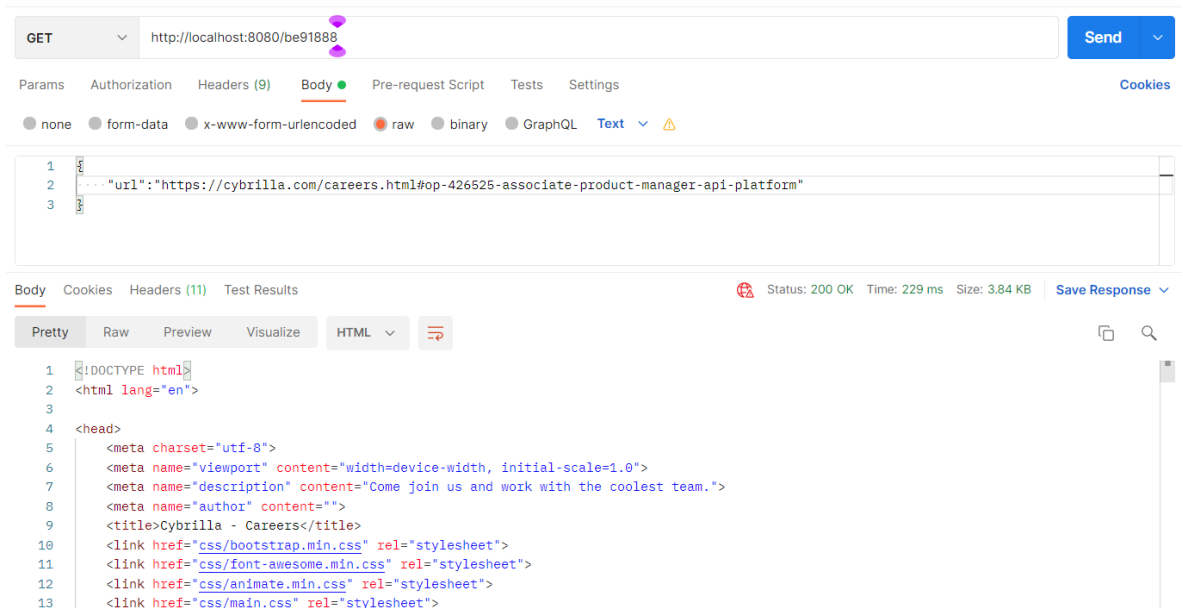 GET http://localhost:8080/be91888 Send
Params Authorization Headers (9) Body Pre-request Script Tests Settings Cookies
none form-data x-www-form-urlencoded raw binary GraphQL Text
1 {
2 ····"url":"https://cybrilla.com/careers.html#op-426525-associate-product-manager-api-platform"
3 }
Body Cookies Headers (11) Test Results Status: 200 OK Time: 229 ms Size: 3.84 KB Save Response
Pretty Raw Preview Visualize HTML
1 <!DOCTYPE html>
2 <html lang="en">
3
4 <head>
5 <meta charset="utf-8">
6 <meta name="viewport" content="width=device-width, initial-scale=1.0">
7 <meta name="description" content="Come join us and work with the coolest team.">
8 <meta name="author" content="">
9 <title>Cybrilla - Careers</title>
10 <link href="css/bootstrap.min.css" rel="stylesheet">
11 <link href="css/font-awesome.min.css" rel="stylesheet">
12 <link href="css/animate.min.css" rel="stylesheet">
13 <link href="css/main.css" rel="stylesheet">